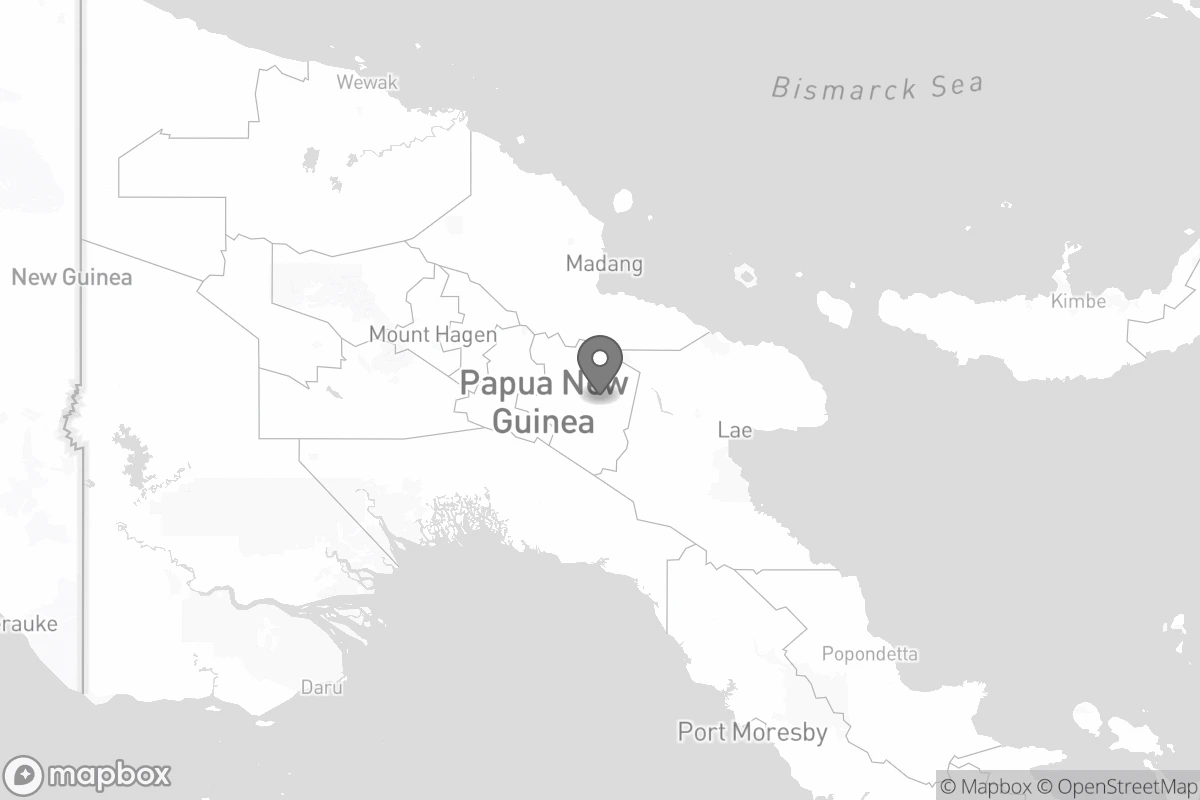 Bismarck Sea
Wewak
Madang
New Guinea
Kimbe
Mount Hagen
Papua New
Guinea
Lae
erauke
Popondetta
Daru
Port Moresby
mapbox
© Mapbox © OpenStreetMap